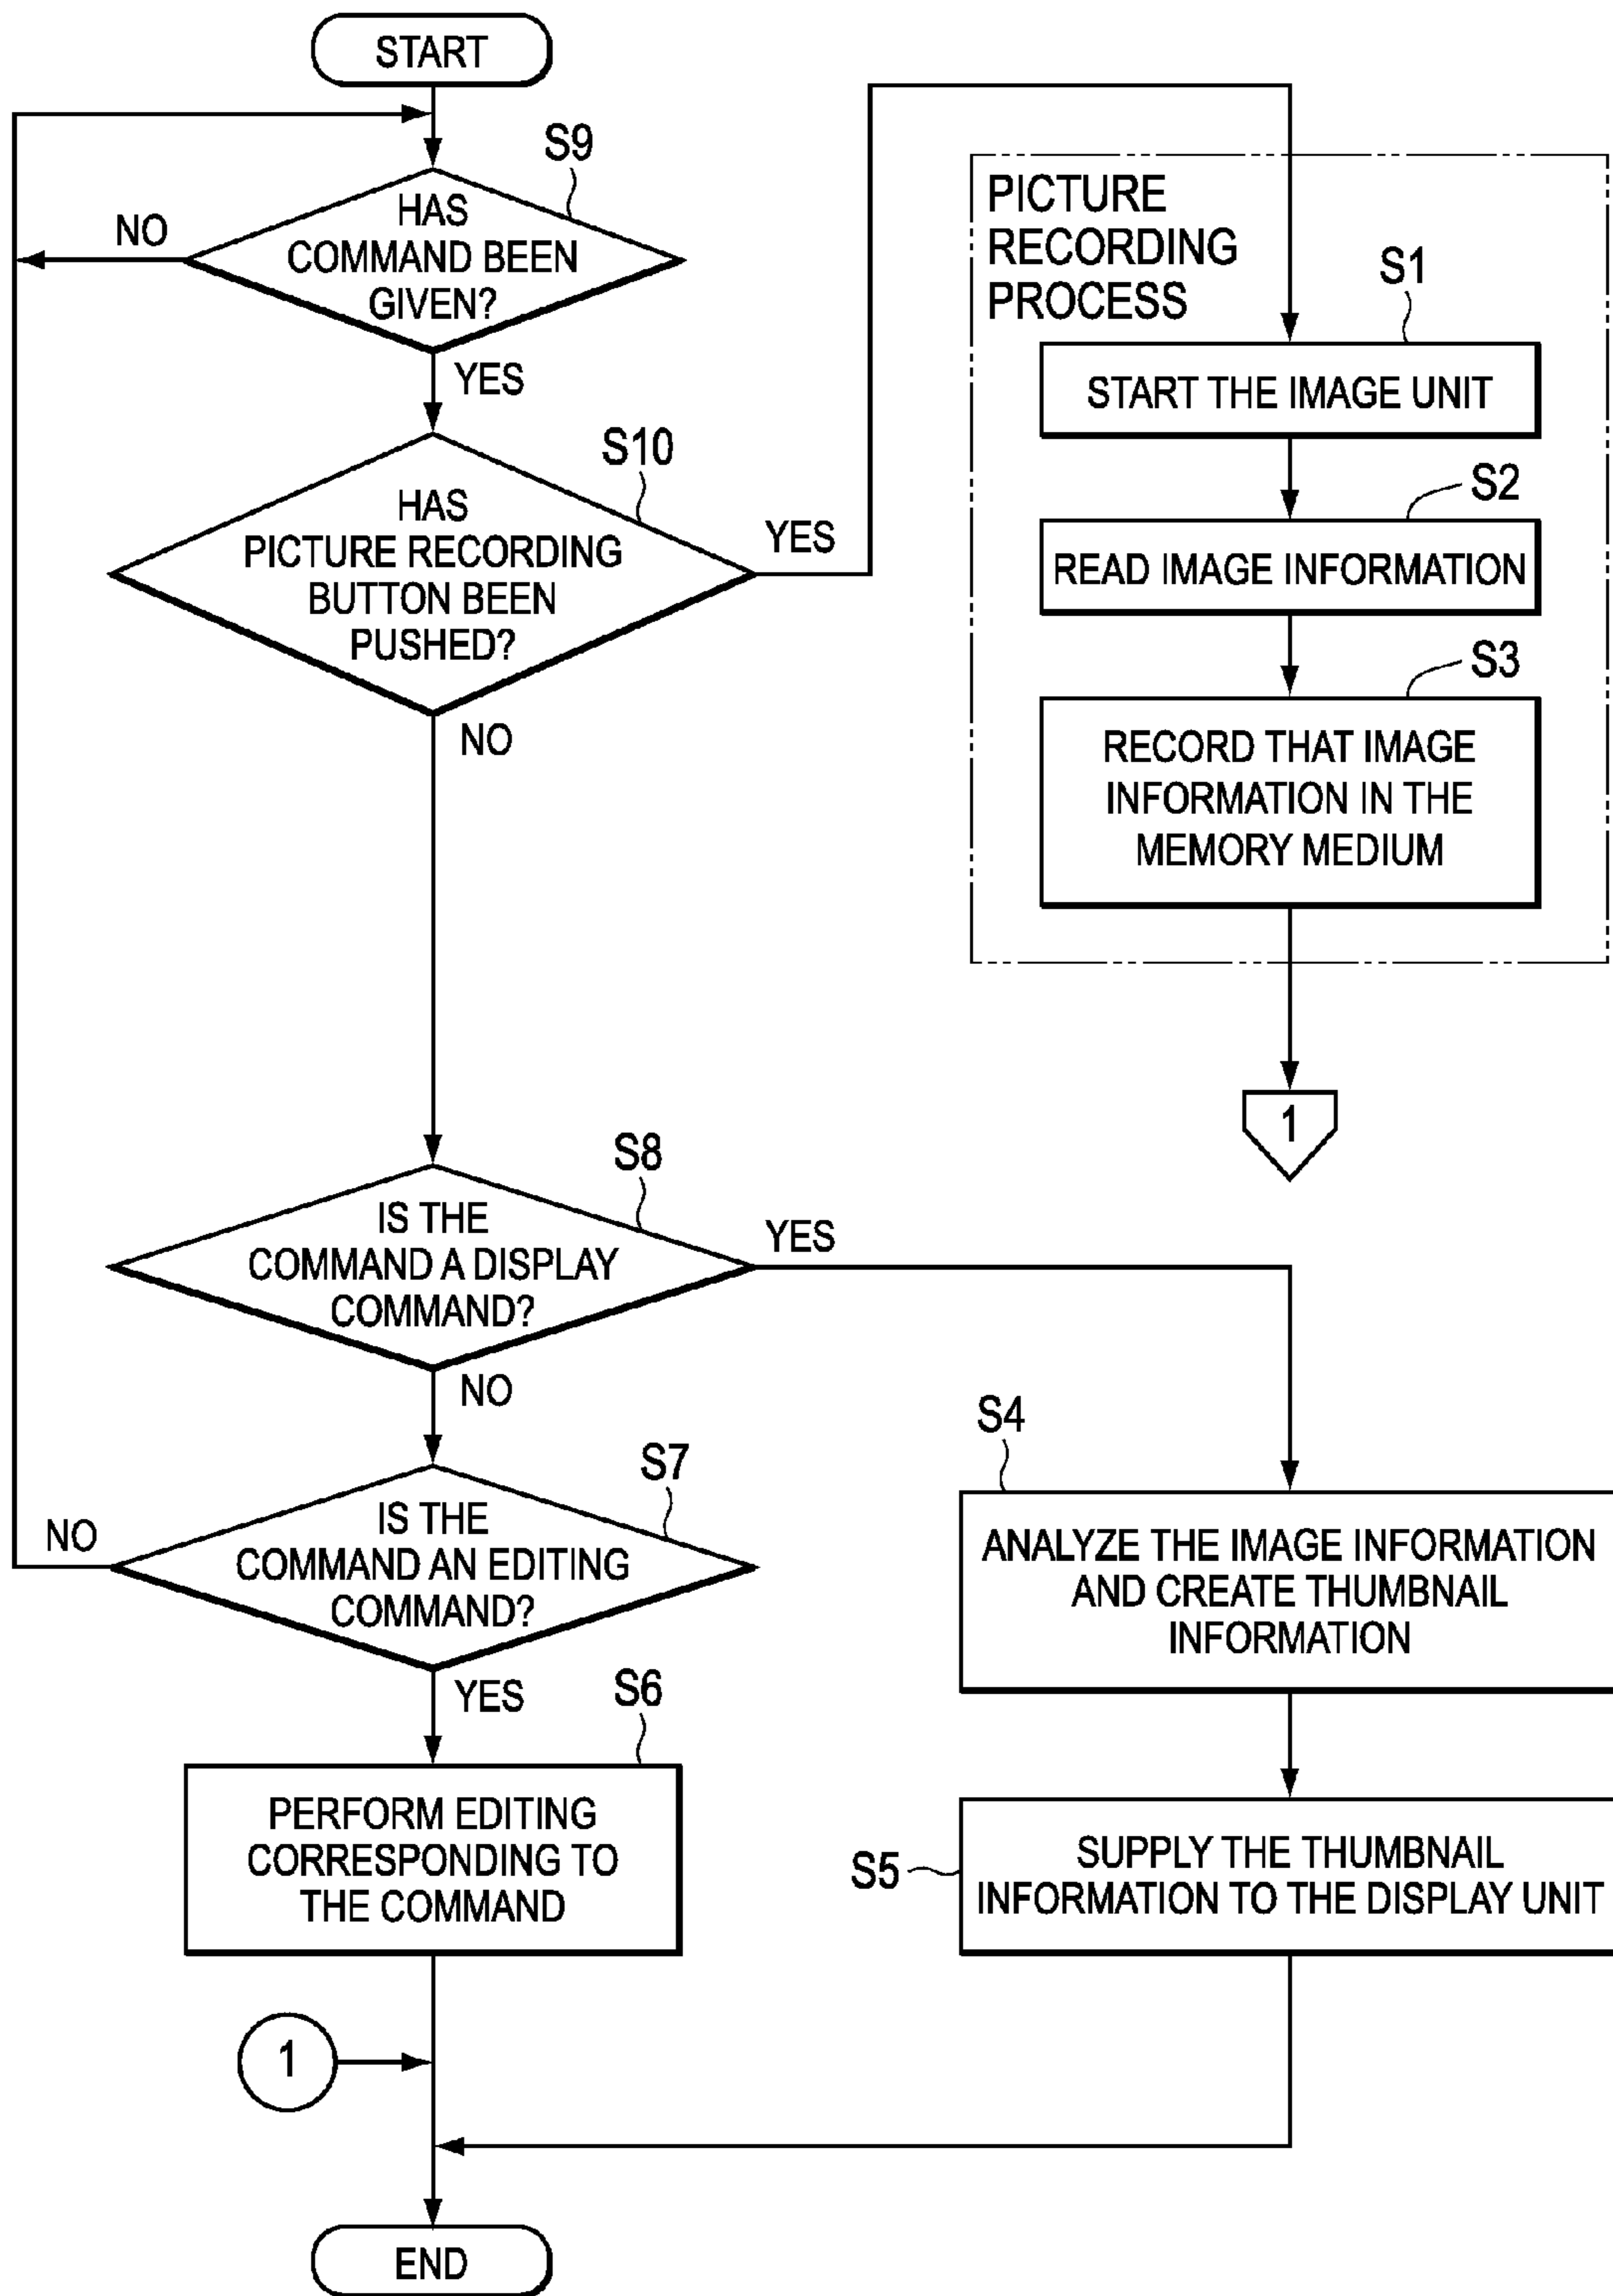 START
S9
HAS
COMMAND BEEN
GIVEN?
NO
YES
S10
HAS
PICTURE RECORDING
BUTTON BEEN
PUSHED?
YES
NO
PICTURE
RECORDING
PROCESS
S1
START THE IMAGE UNIT
S2
READ IMAGE INFORMATION
S3
RECORD THAT IMAGE
INFORMATION IN THE
MEMORY MEDIUM
1
S8
IS THE
COMMAND A DISPLAY
COMMAND?
YES
NO
S7
IS THE
COMMAND AN EDITING
COMMAND?
NO
YES
S6
PERFORM EDITING
CORRESPONDING TO
THE COMMAND
S4
ANALYZE THE IMAGE INFORMATION
AND CREATE THUMBNAIL
INFORMATION
S5
SUPPLY THE THUMBNAIL
INFORMATION TO THE DISPLAY UNIT
1
END